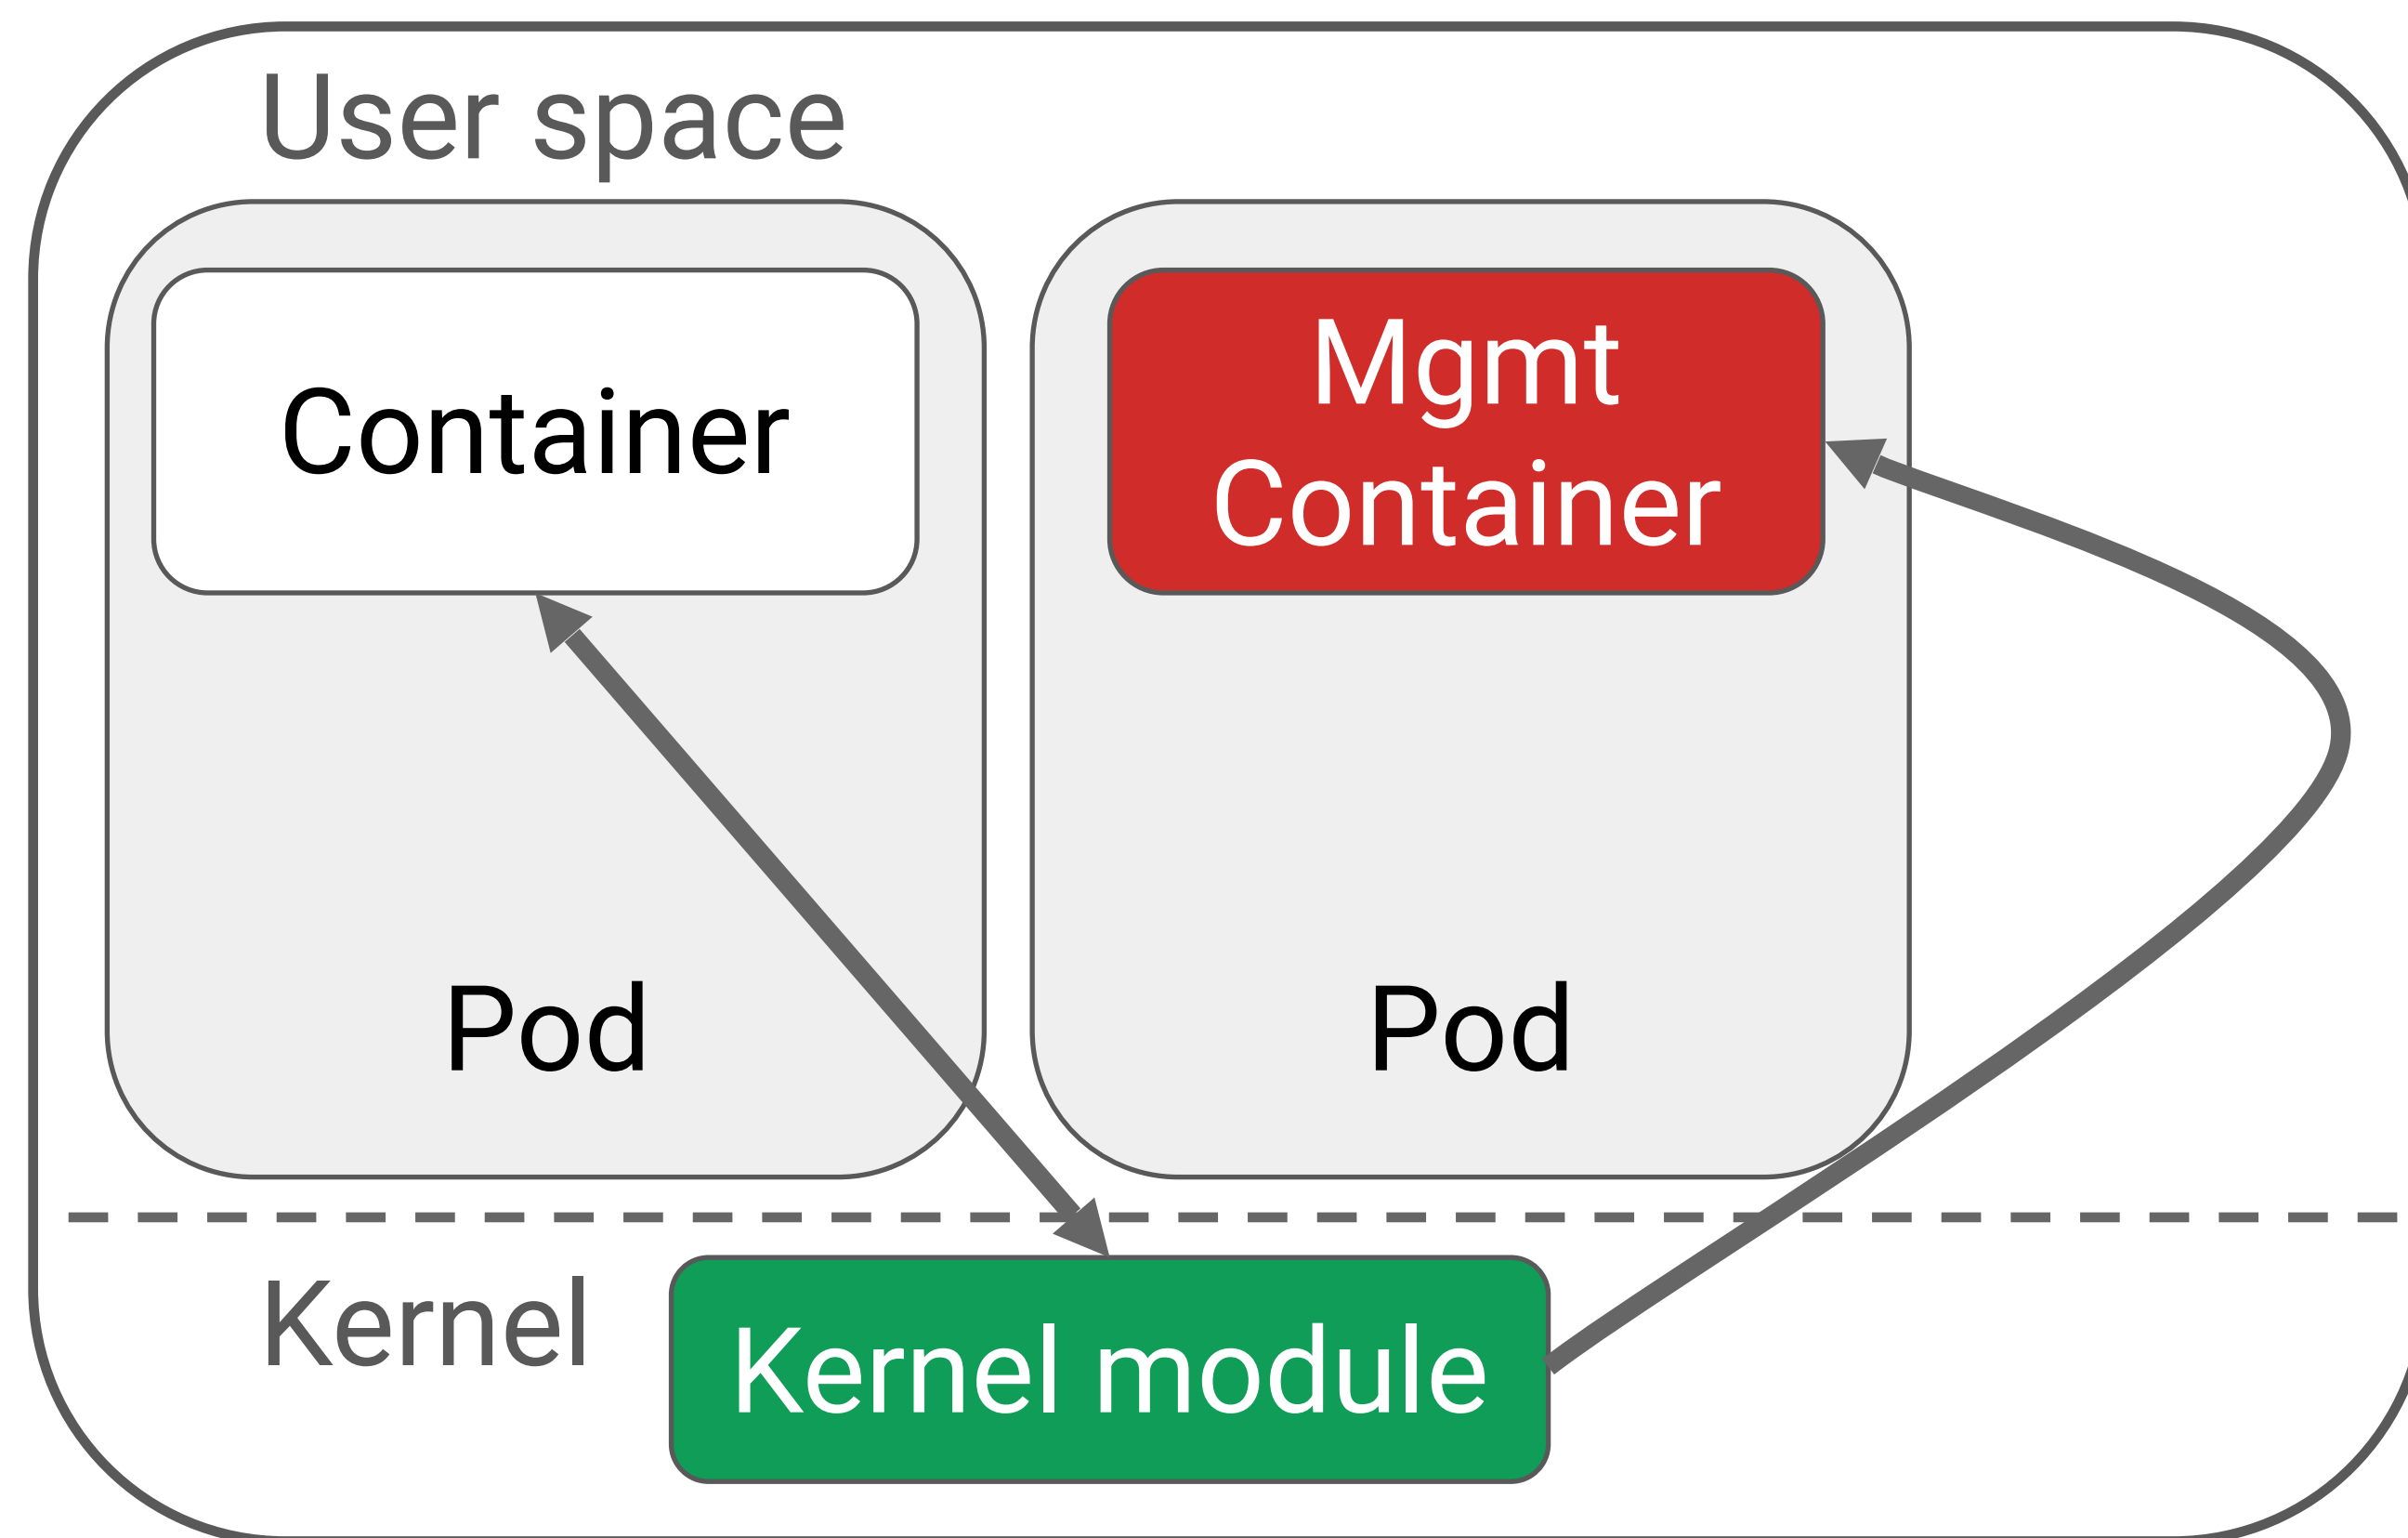 User space
Container
Mgmt
Container
Pod
Pod
Kernel
Kernel module